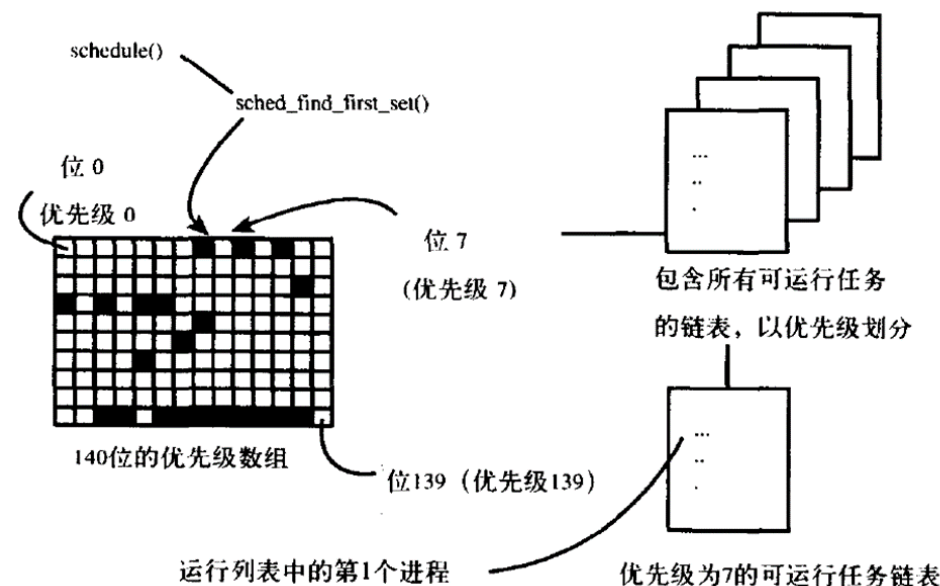 schedule()
sched_find_first_set()
位 0
优先级 0
位 7
(优先级 7)
...
..
.
包含所有可运行任务
的链表，以优先级划分
140位的优先级数组
位139（优先级139）
...
..
.
运行列表中的第1个进程
优先级为7的可运行任务链表